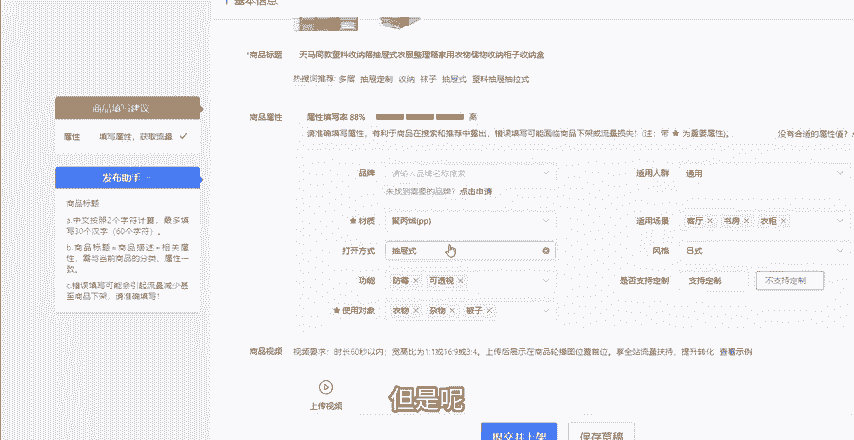 基本信息
*商品标题 天马同款塑料收纳箱抽屉式衣服整理箱家用衣物储物收纳柜子收纳盒
热搜词推荐: 多层 抽屉定制 收纳 袜子 抽屉式 塑料抽屉抽拉式
商品填写建议
属性 填写属性，获取流量
发布助手
商品标题
a.中文按照2个字符计算，最多填写30个汉字（60个字符）。
b.商品标题=商品描述+相关属性，需与当前商品的分类、属性一致。
c.错误填写可能会引起流量减少甚至商品下架，请准确填写！
商品属性 属性填写率 88% 高
请准确填写属性，有利于商品在搜索和推荐中露出，错误填写可能面临商品下架或流量损失!（注: 带 ★ 为重要属性）。 没有合适的属性值?
品牌 请输入品牌名称搜索 适用人群 通用
未找到需要的品牌? 点击申请
★材质 聚丙烯(pp) 适用场景 客厅 × 书房 × 衣柜 ×
打开方式 抽屉式 风格 日式
功能 防霉 × 可透视 × 是否支持定制 支持定制 不支持定制
★使用对象 衣物 × 杂物 × 被子 ×
商品视频 视频要求: 时长60秒以内；宽高比为1:1或16:9或3:4。上传后展示在商品轮播图位置首位。享全站流量扶持，提升转化 查看示例
上传视频
但是呢
提交并上架 保存草稿